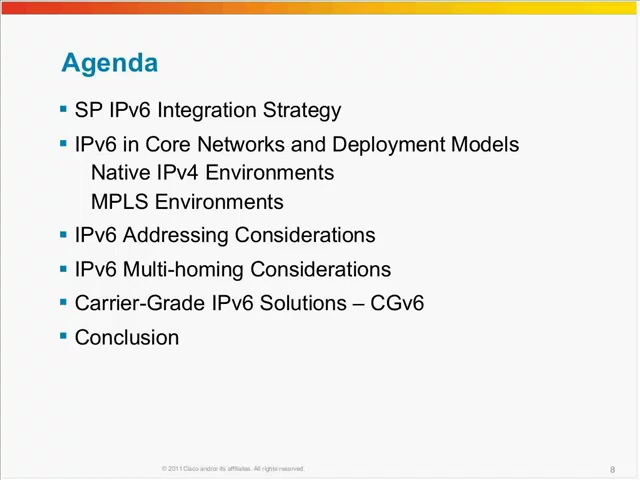 Agenda
▪ SP IPv6 Integration Strategy
▪ IPv6 in Core Networks and Deployment Models
Native IPv4 Environments
MPLS Environments
▪ IPv6 Addressing Considerations
▪ IPv6 Multi-homing Considerations
▪ Carrier-Grade IPv6 Solutions – CGv6
▪ Conclusion
© 2011 Cisco and/or its affiliates. All rights reserved.
8